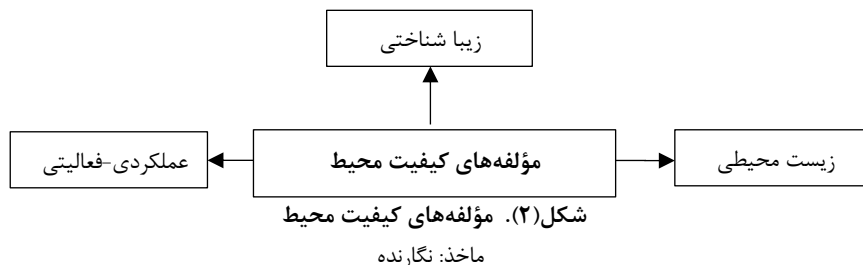 زیبا شناختی
زیست محیطی
مؤلفه‌های کیفیت محیط
عملکردی-فعالیتی
شکل(۲). مؤلفه‌های کیفیت محیط
ماخذ: نگارنده